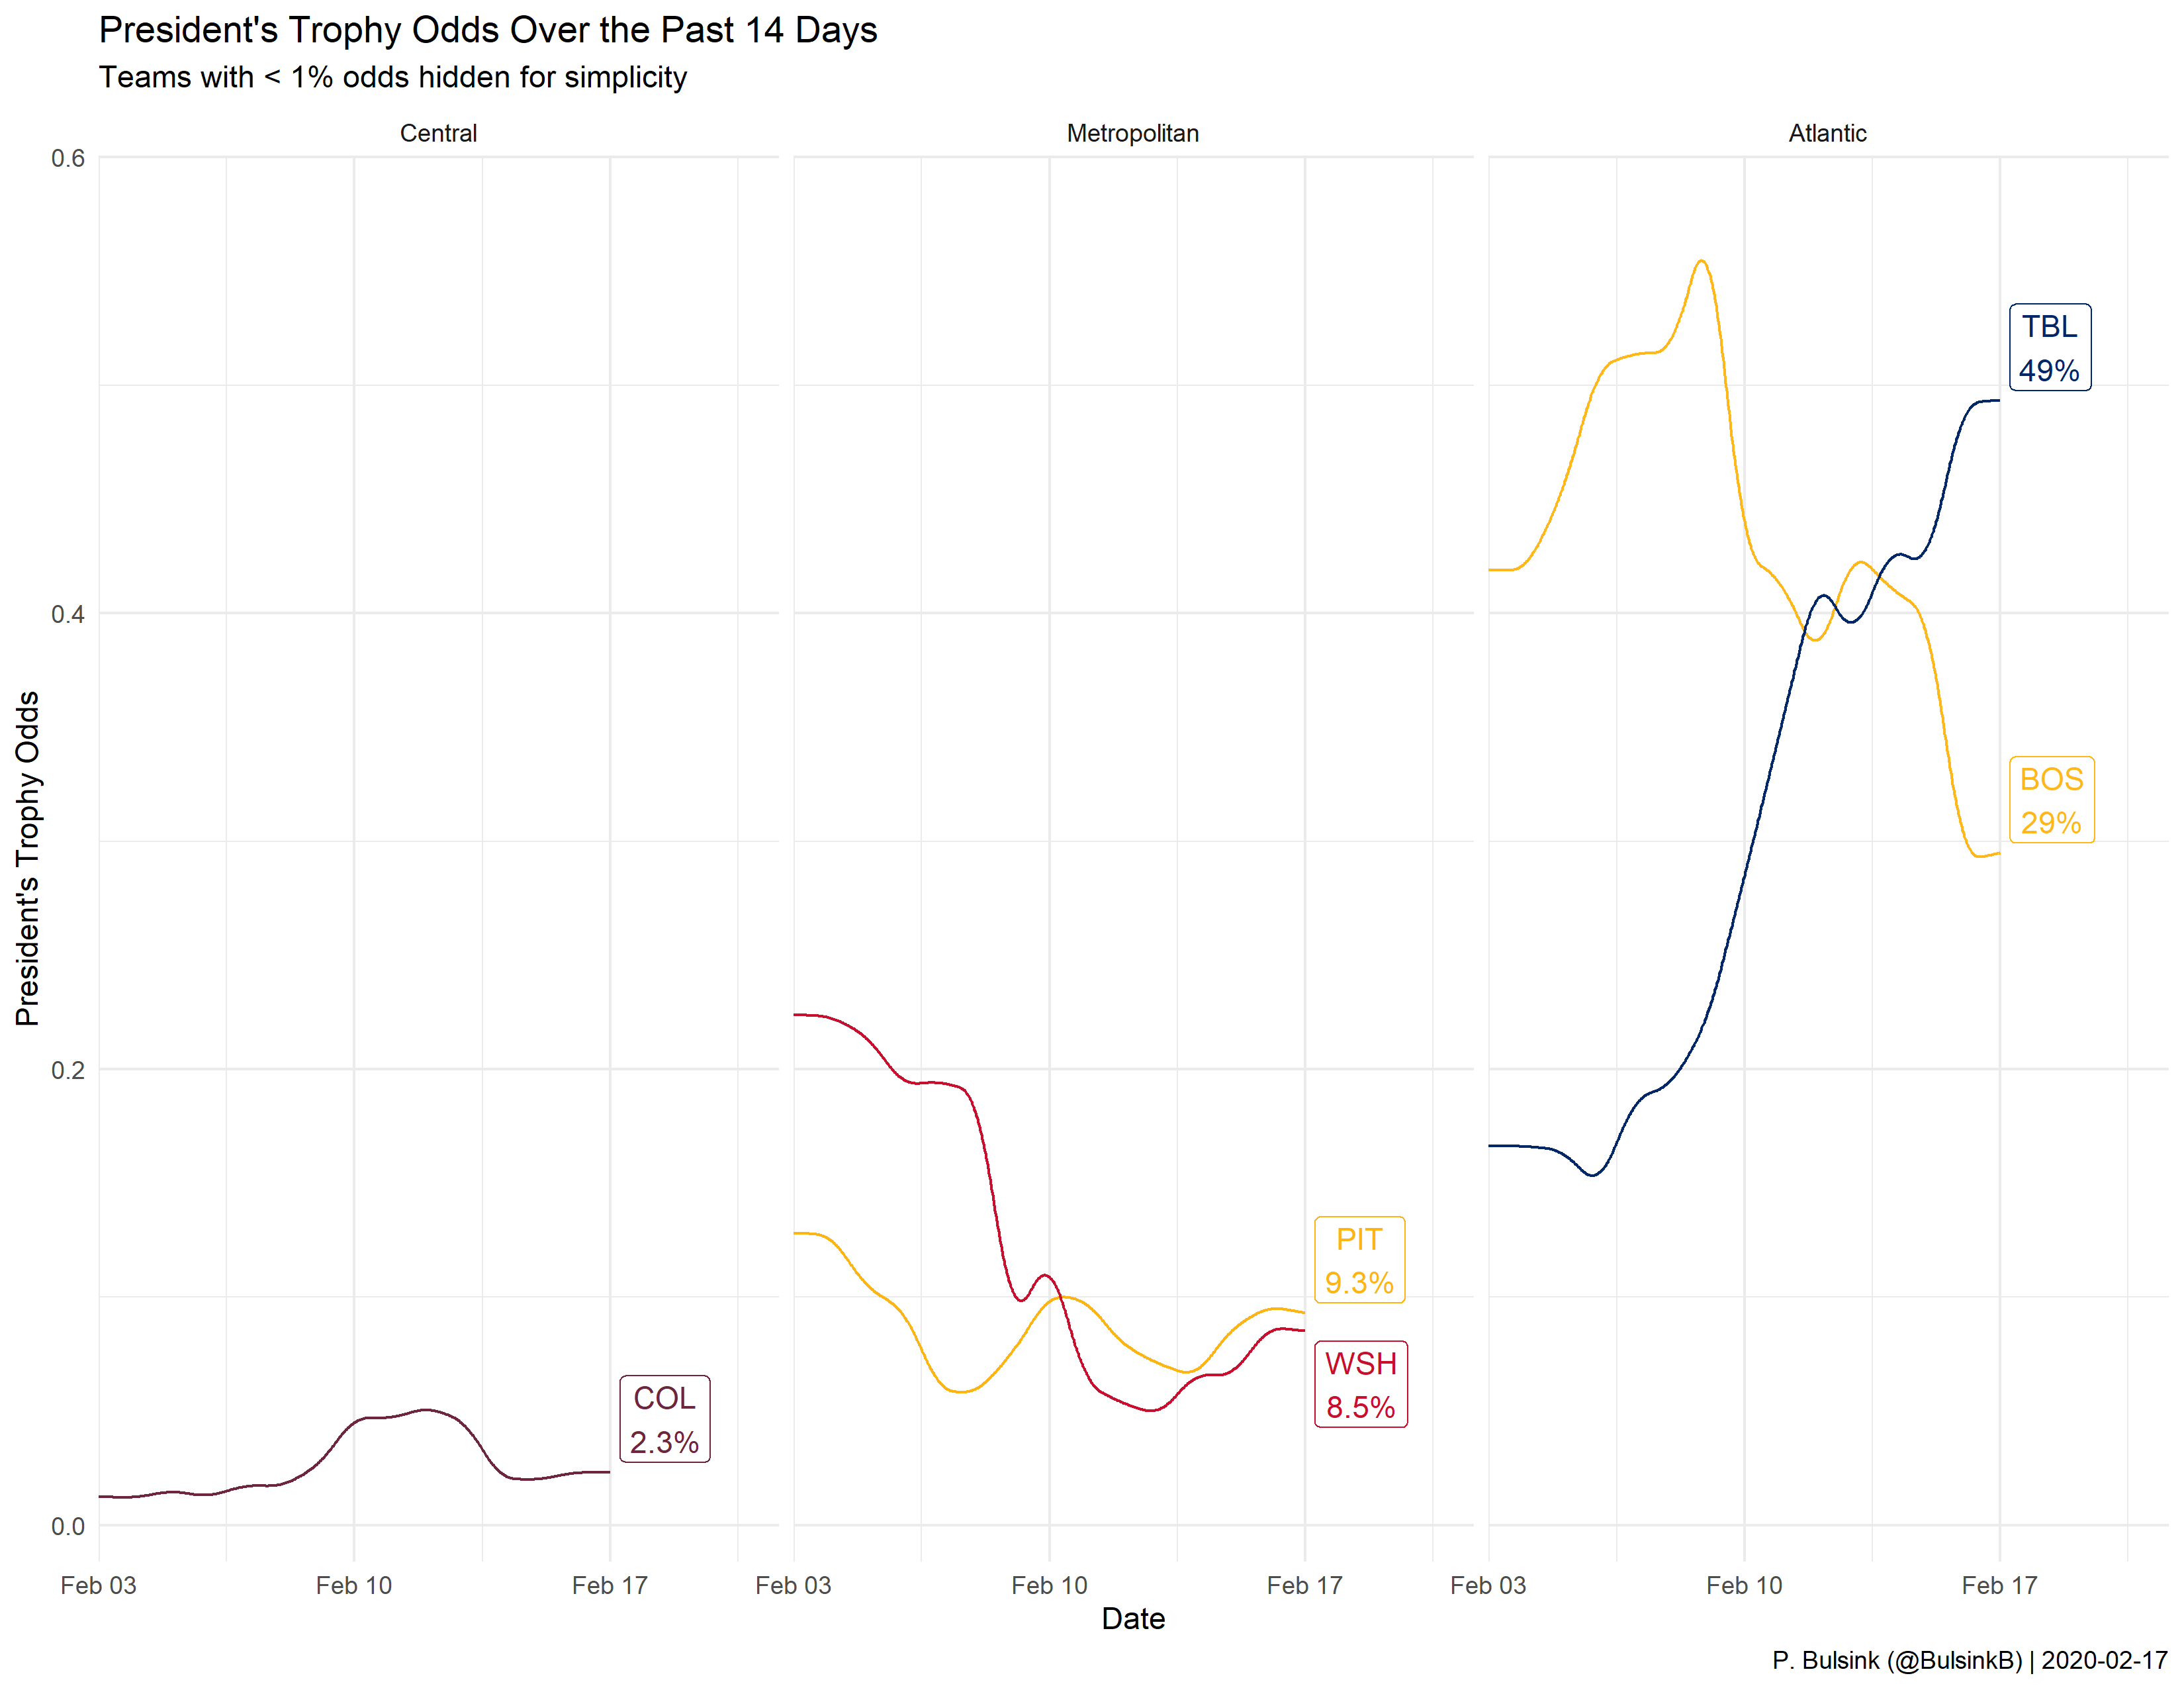 President's Trophy Odds Over the Past 14 Days
Teams with < 1% odds hidden for simplicity
Central
Metropolitan
Atlantic
President's Trophy Odds
0.6
0.4
0.2
0.0
COL
2.3%
PIT
9.3%
WSH
8.5%
TBL
49%
BOS
29%
Feb 03
Feb 10
Feb 17
Feb 03
Feb 10
Feb 17
Feb 03
Feb 10
Feb 17
Date
P. Bulsink (@BulsinkB) | 2020-02-17